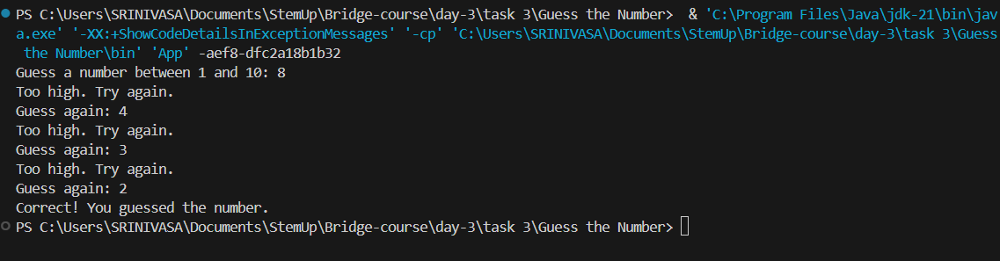 PS C:\Users\SRINIVASA\Documents\StemUp\Bridge-course\day-3\task 3\Guess the Number>  & 'C:\Program Files\Java\jdk-21\bin\jav
a.exe' '-XX:+ShowCodeDetailsInExceptionMessages' '-cp' 'C:\Users\SRINIVASA\Documents\StemUp\Bridge-course\day-3\task 3\Guess
 the Number\bin' 'App' -aef8-dfc2a18b1b32
Guess a number between 1 and 10: 8
Too high. Try again.
Guess again: 4
Too high. Try again.
Guess again: 3
Too high. Try again.
Guess again: 2
Correct! You guessed the number.
PS C:\Users\SRINIVASA\Documents\StemUp\Bridge-course\day-3\task 3\Guess the Number>